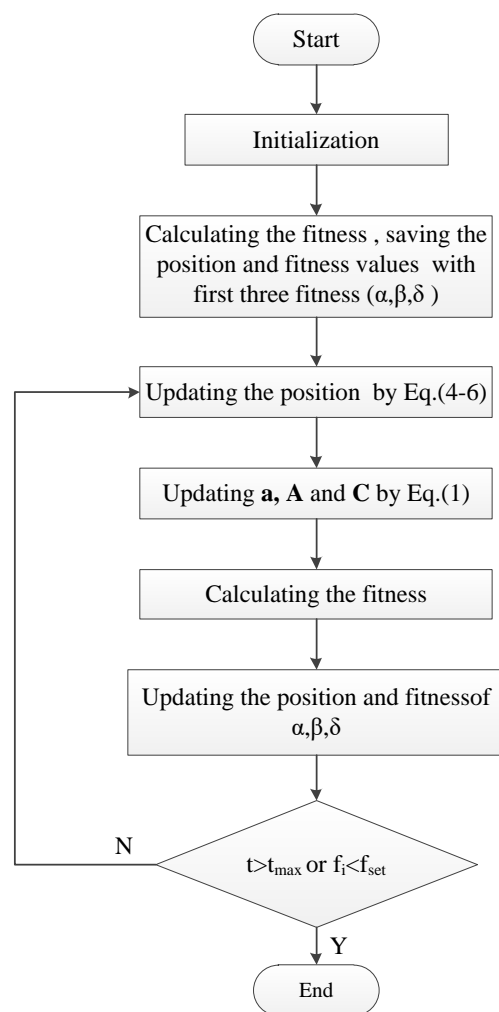 Start
Initialization
Calculating the fitness , saving the
position and fitness values with
first three fitness (α,β,δ )
Updating the position by Eq.(4-6)
Updating a, A and C by Eq.(1)
Calculating the fitness
Updating the position and fitnessof
α,β,δ
N
t>tmax or fi<fset
Y
End